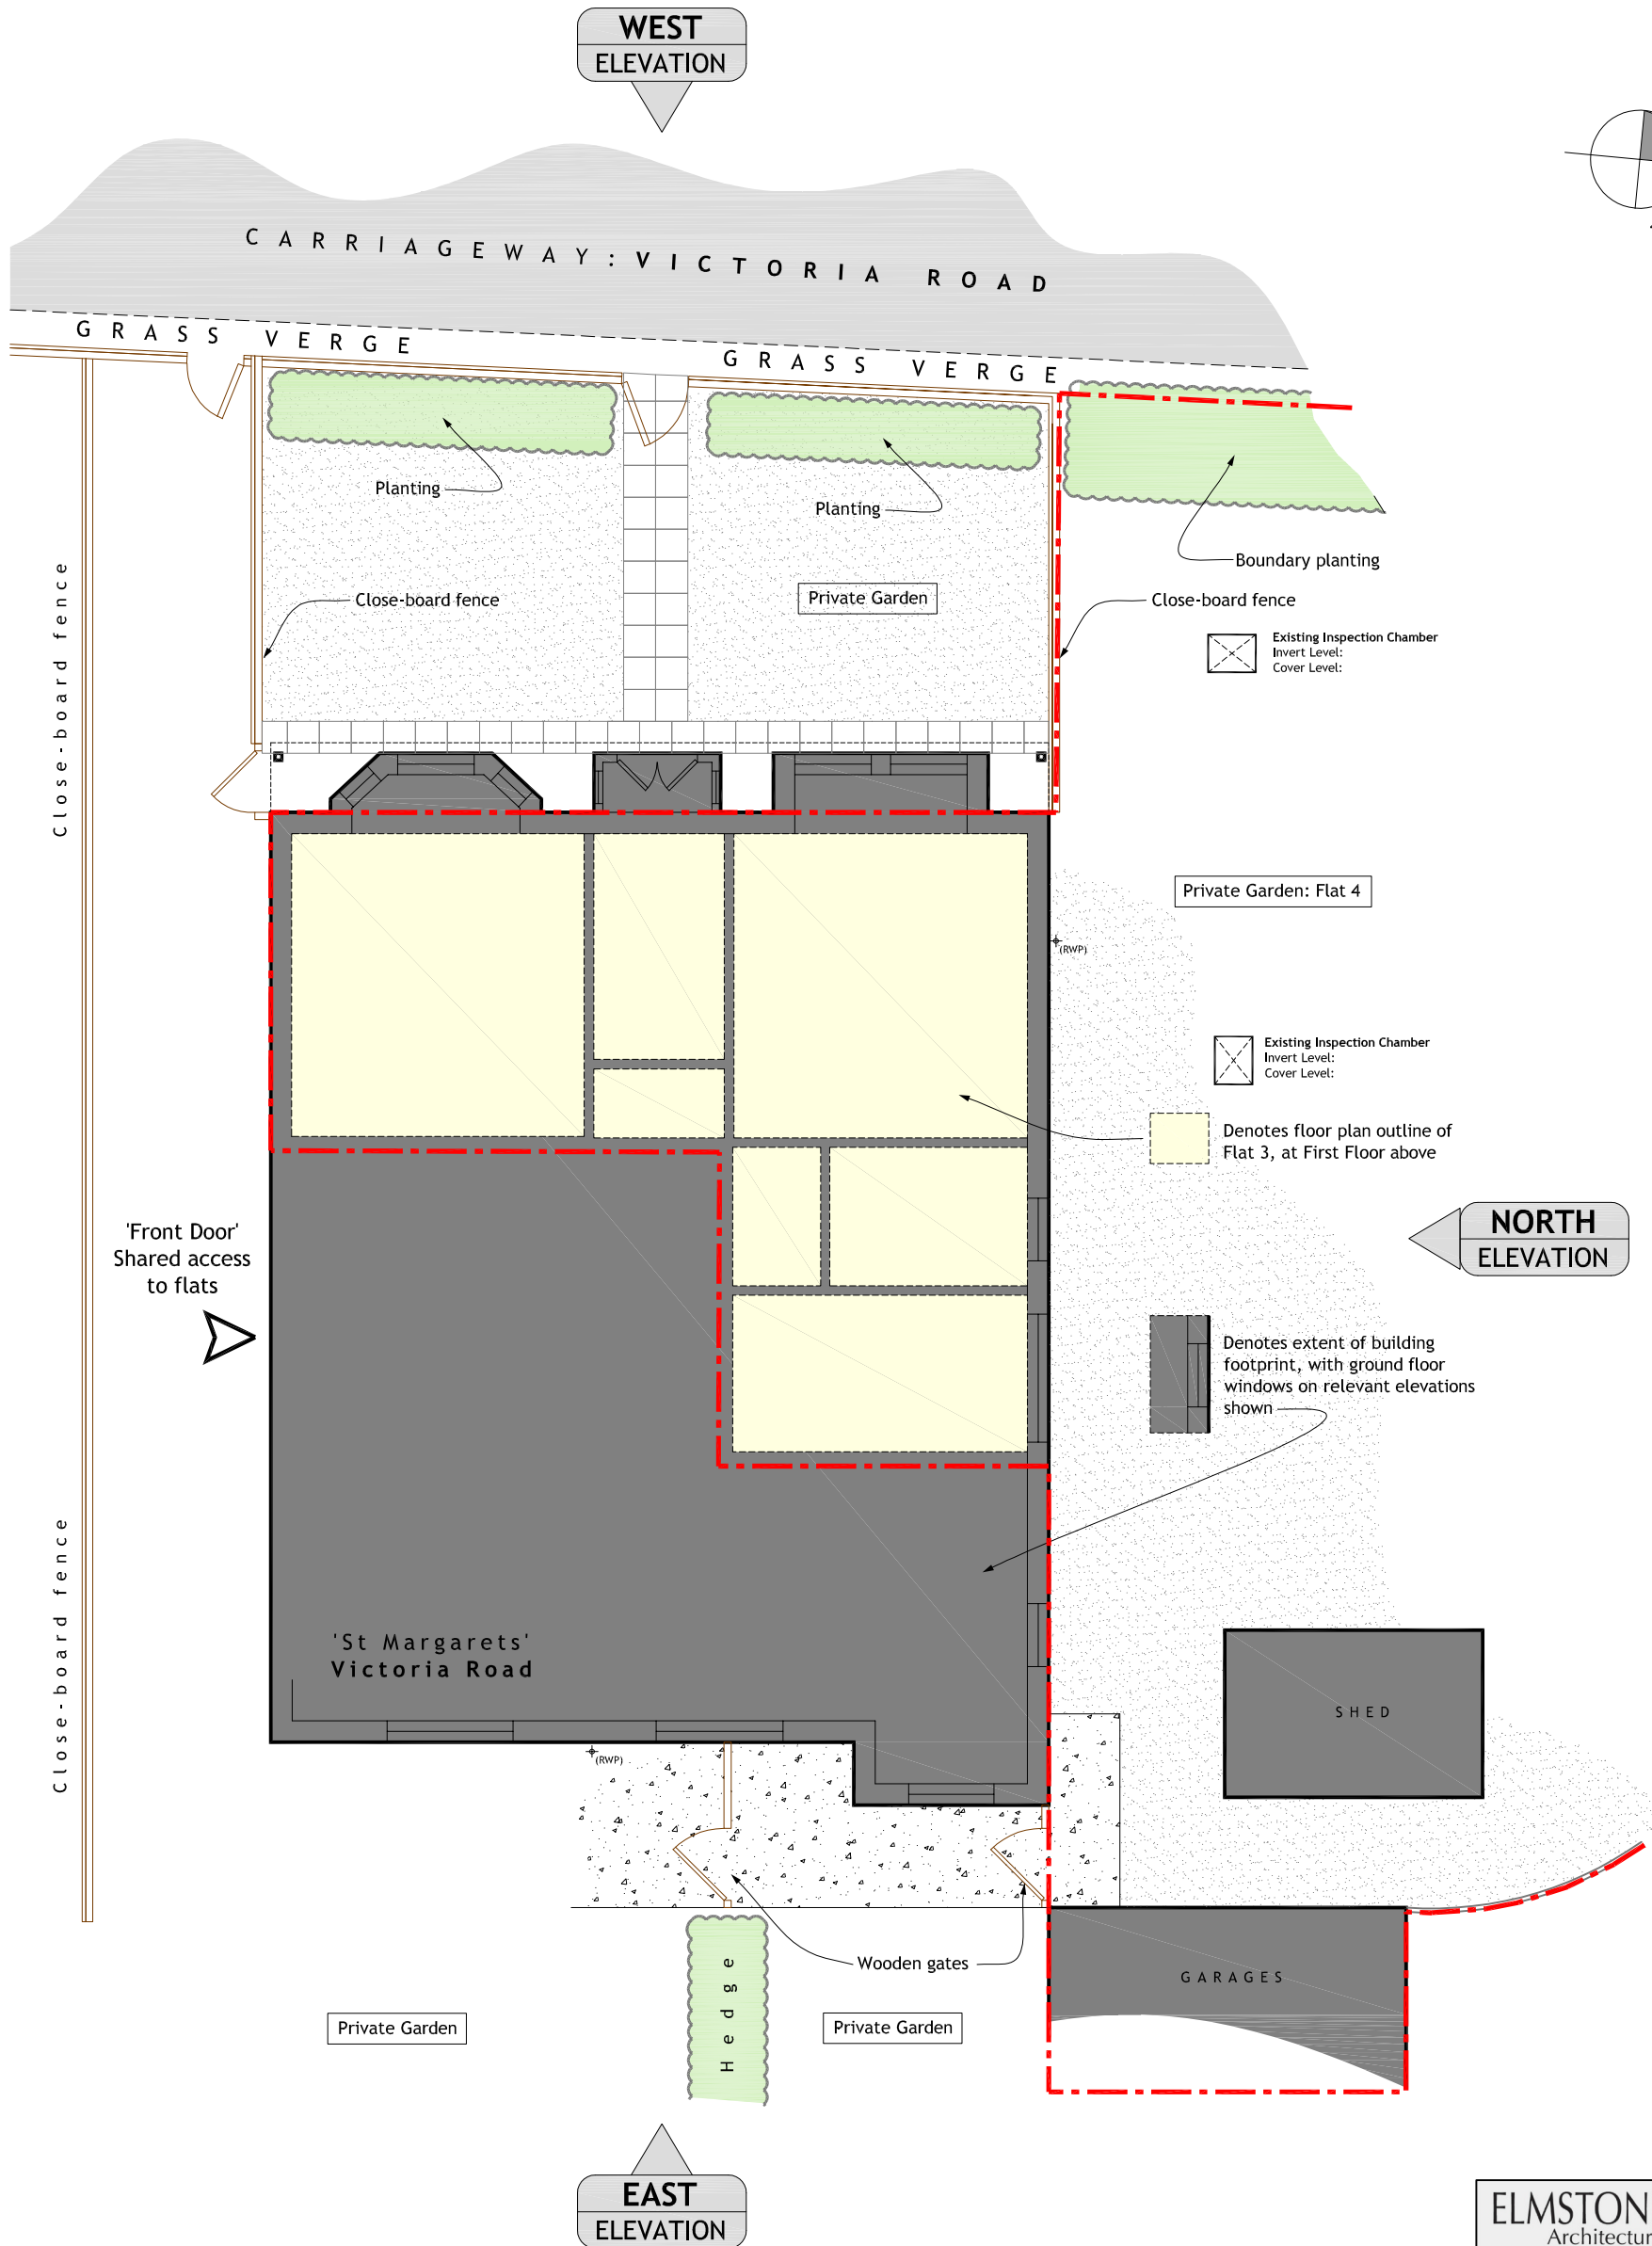 WEST
ELEVATION
CARRIAGEWAY: VICTORIA ROAD
GRASS VERGE
GRASS VERGE
Planting
Planting
Boundary planting
Private Garden
Close-board fence
Close-board fence
Close-board fence
Existing Inspection Chamber
Invert Level:
Cover Level:
Private Garden: Flat 4
(RWP)
Existing Inspection Chamber
Invert Level:
Cover Level:
Denotes floor plan outline of
Flat 3, at First Floor above
'Front Door'
Shared access
to flats
NORTH
ELEVATION
Denotes extent of building
footprint, with ground floor
windows on relevant elevations
shown
Close-board fence
'St Margarets'
Victoria Road
SHED
(RWP)
Wooden gates
GARAGES
Hedge
Private Garden
Private Garden
EAST
ELEVATION
ELMSTON
Architectur